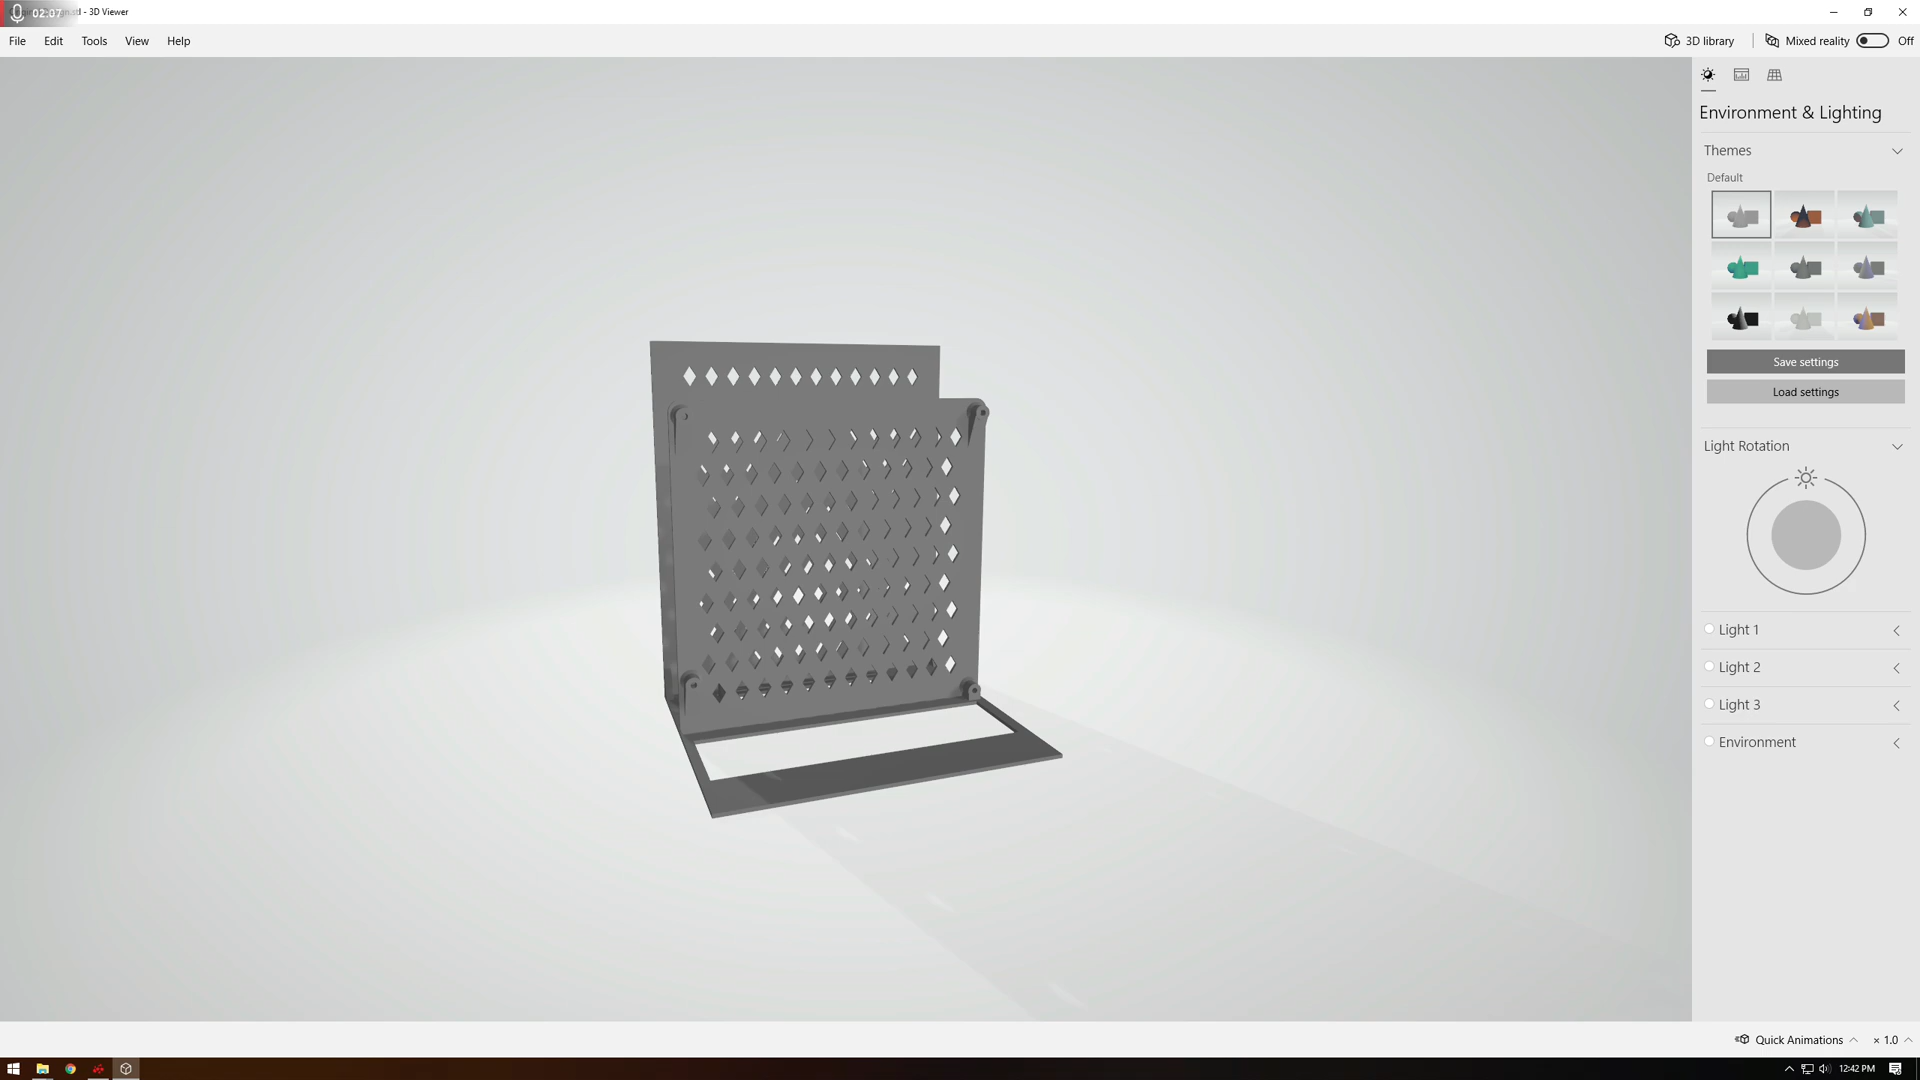 02:07
- 3D Viewer
File Edit Tools View Help
3D library Mixed reality Off
Environment & Lighting
Themes
Default
Save settings
Load settings
Light Rotation
Light 1
Light 2
Light 3
Environment
Quick Animations × 1.0
12:42 PM